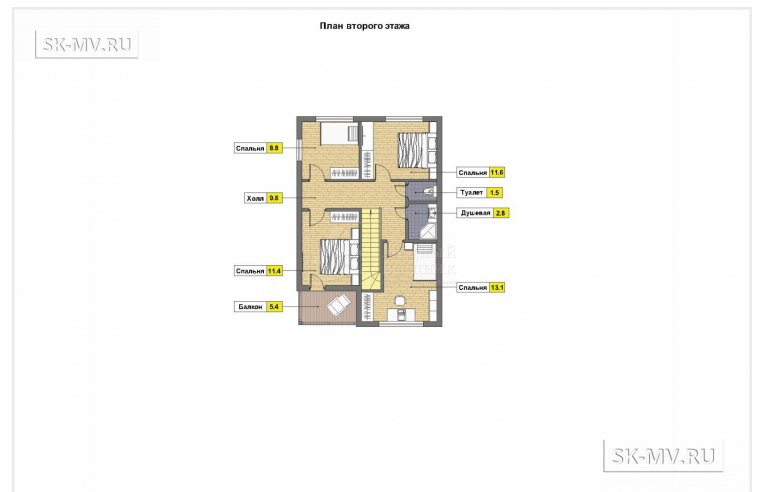 План второго этажа
SK-MV.RU
Спальня 8.8
Спальня 11.6
Холл 9.6
Туалет 1.5
Душевая 2.8
Спальня 11.4
Спальня 13.1
Балкон 5.4
SK-MV.RU